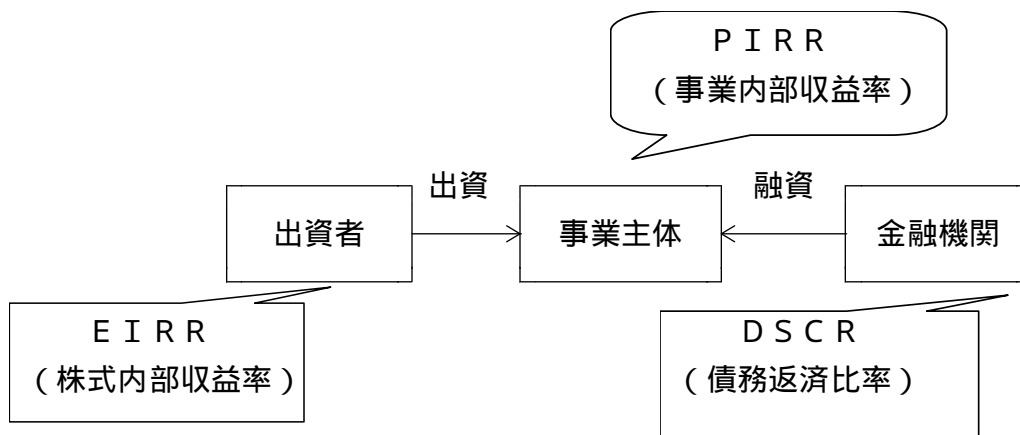 ＰＩＲＲ
（事業内部収益率）
出資
融資
出資者
事業主体
金融機関
ＥＩＲＲ
（株式内部収益率）
ＤＳＣＲ
（債務返済比率）